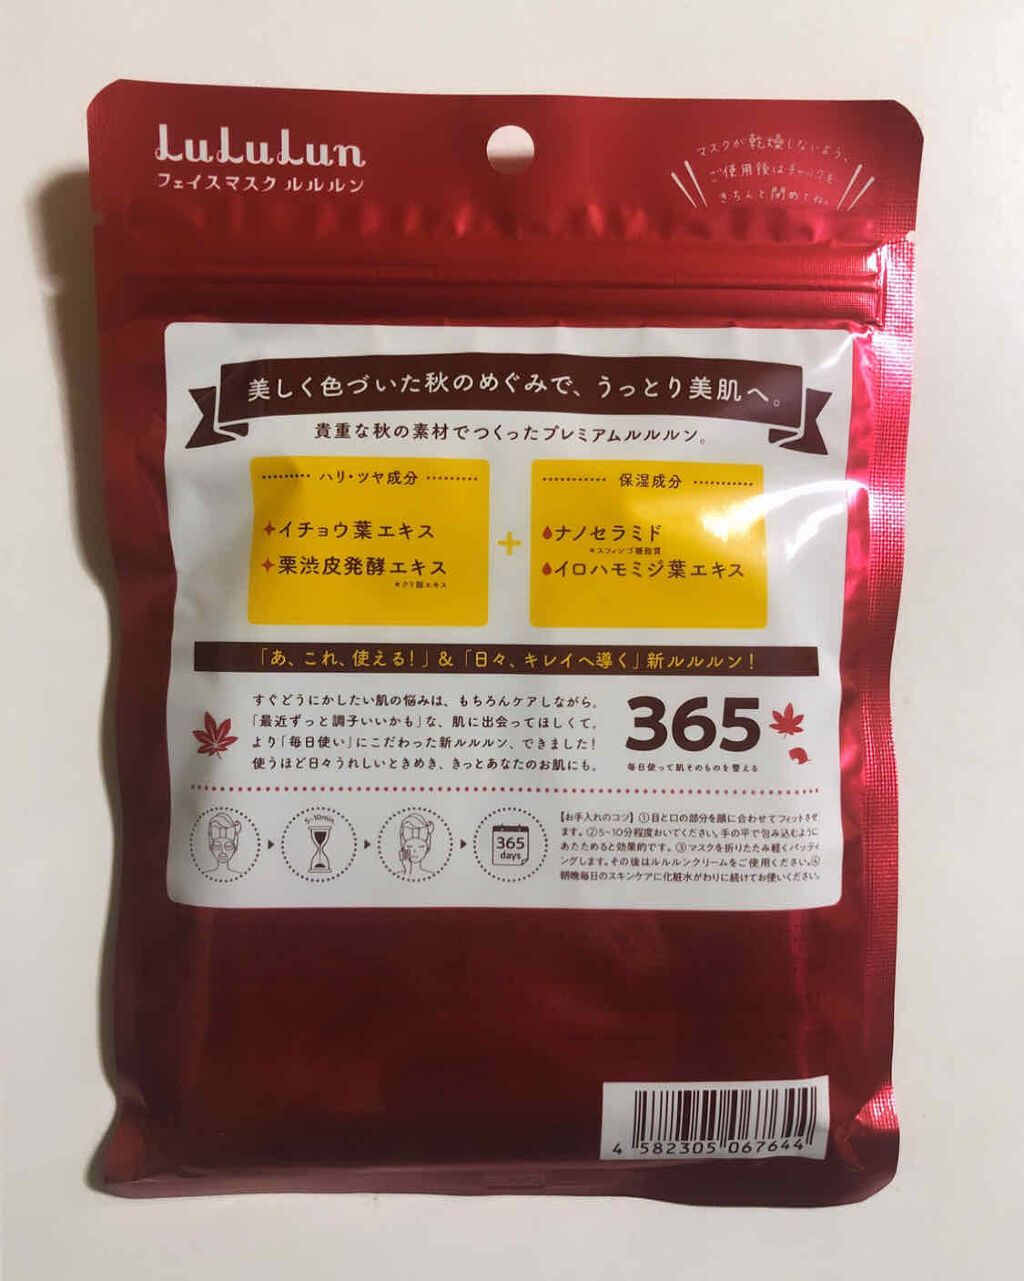 LuLuLun
フェイスマスク ルルルン
マスクが乾燥しないよう、
ご使用後はチャックを
きちんと閉めてね。
美しく色づいた秋のめぐみで、うっとり美肌へ。
貴重な秋の素材でつくったプレミアムルルルン。
ハリ・ツヤ成分
イチョウ葉エキス
栗渋皮発酵エキス
*クリ殻エキス
+
保湿成分
ナノセラミド
*スフィンゴ糖脂質
イロハモミジ葉エキス
「あ、これ、使える!」&「日々、キレイへ導く」新ルルルン!
すぐどうにかしたい肌の悩みは、もちろんケアしながら。
「最近ずっと調子いいかも」な、肌に出会ってほしくて。
より「毎日使い」にこだわった新ルルルン、できました!
使うほど日々うれしいときめき、きっとあなたのお肌にも。
365
毎日使って肌そのものを整える
5~10min
365
days
【お手入れのコツ】①目と口の部分を顔に合わせてフィットさせ
ます。②5~10分程度おいてください。手の平で包み込むように
あたためると効果的です。③マスクを折りたたみ軽くパッティ
ングします。その後はルルルンクリームをご使用ください。④
朝晩毎日のスキンケアに化粧水がわりに続けてお使いください。
4 582305 067644